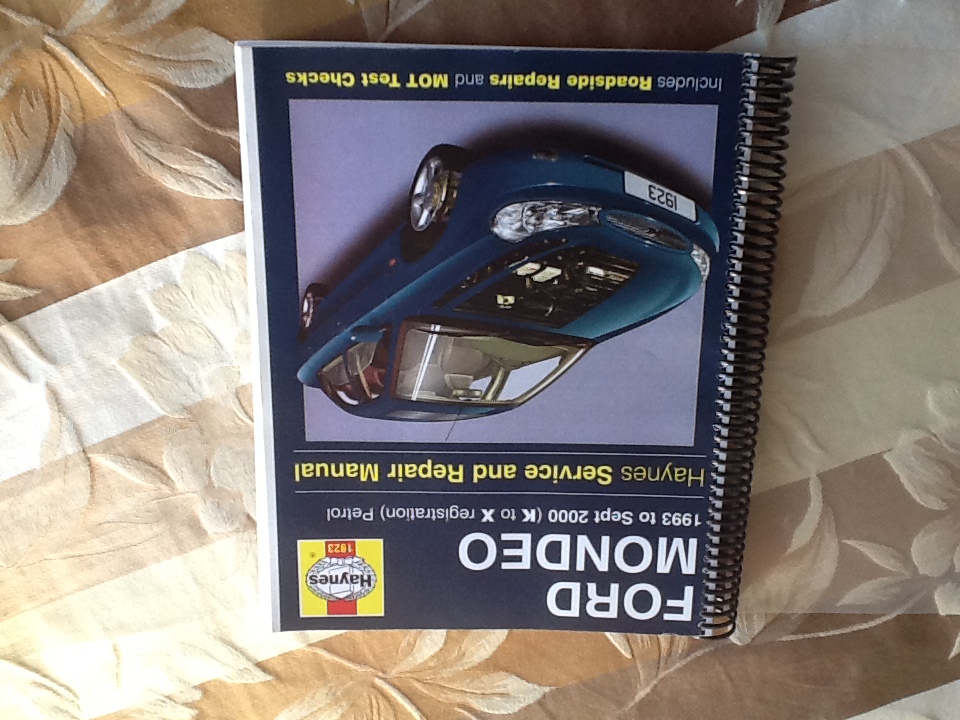 FORD
MONDEO
1993 to Sept 2000 (K to X registration) Petrol
Haynes
®
1923
Haynes Service and Repair Manual
1923
Includes Roadside Repairs and MOT Test Checks